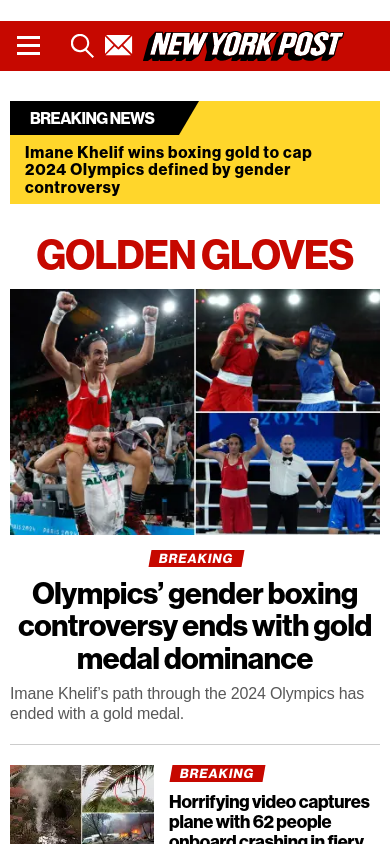 NEW YORK POST
BREAKING NEWS
Imane Khelif wins boxing gold to cap
2024 Olympics defined by gender
controversy
GOLDEN GLOVES
BREAKING
Olympics’ gender boxing
controversy ends with gold
medal dominance
Imane Khelif’s path through the 2024 Olympics has
ended with a gold medal.
BREAKING
Horrifying video captures
plane with 62 people
onboard crashing in fiery